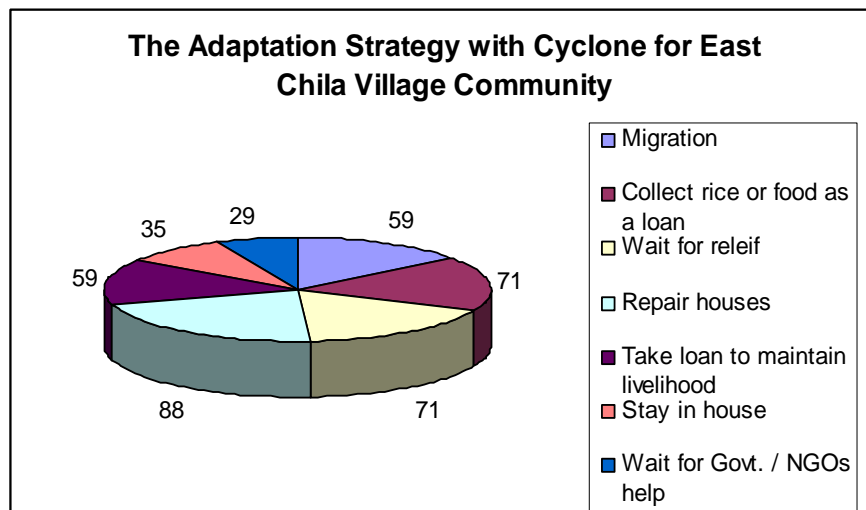 The Adaptation Strategy with Cyclone for East
Chila Village Community
59
71
71
88
59
35
29
Migration
Collect rice or food as
a loan
Wait for releif
Repair houses
Take loan to maintain
livelihood
Stay in house
Wait for Govt. / NGOs
help